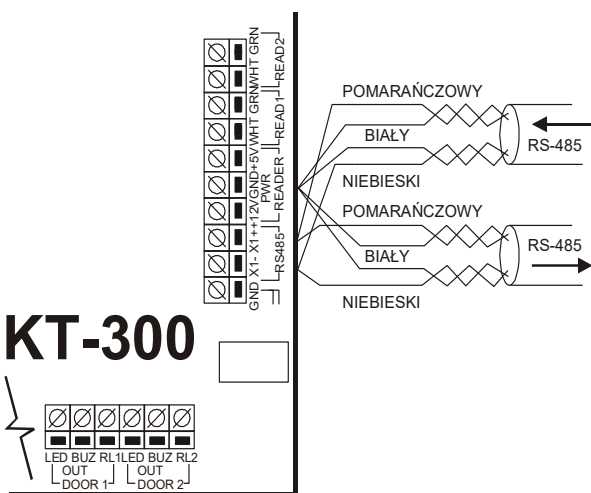 GND X1- X1+ +12V GND +5V WHT GRN WHT GRN
RS485 READER PWR READ1 READ2
POMARAŃCZOWY
BIAŁY
RS-485
NIEBIESKI
POMARAŃCZOWY
RS-485
BIAŁY
NIEBIESKI
KT-300
LED BUZ RL1 LED BUZ RL2
OUT OUT
DOOR 1 DOOR 2